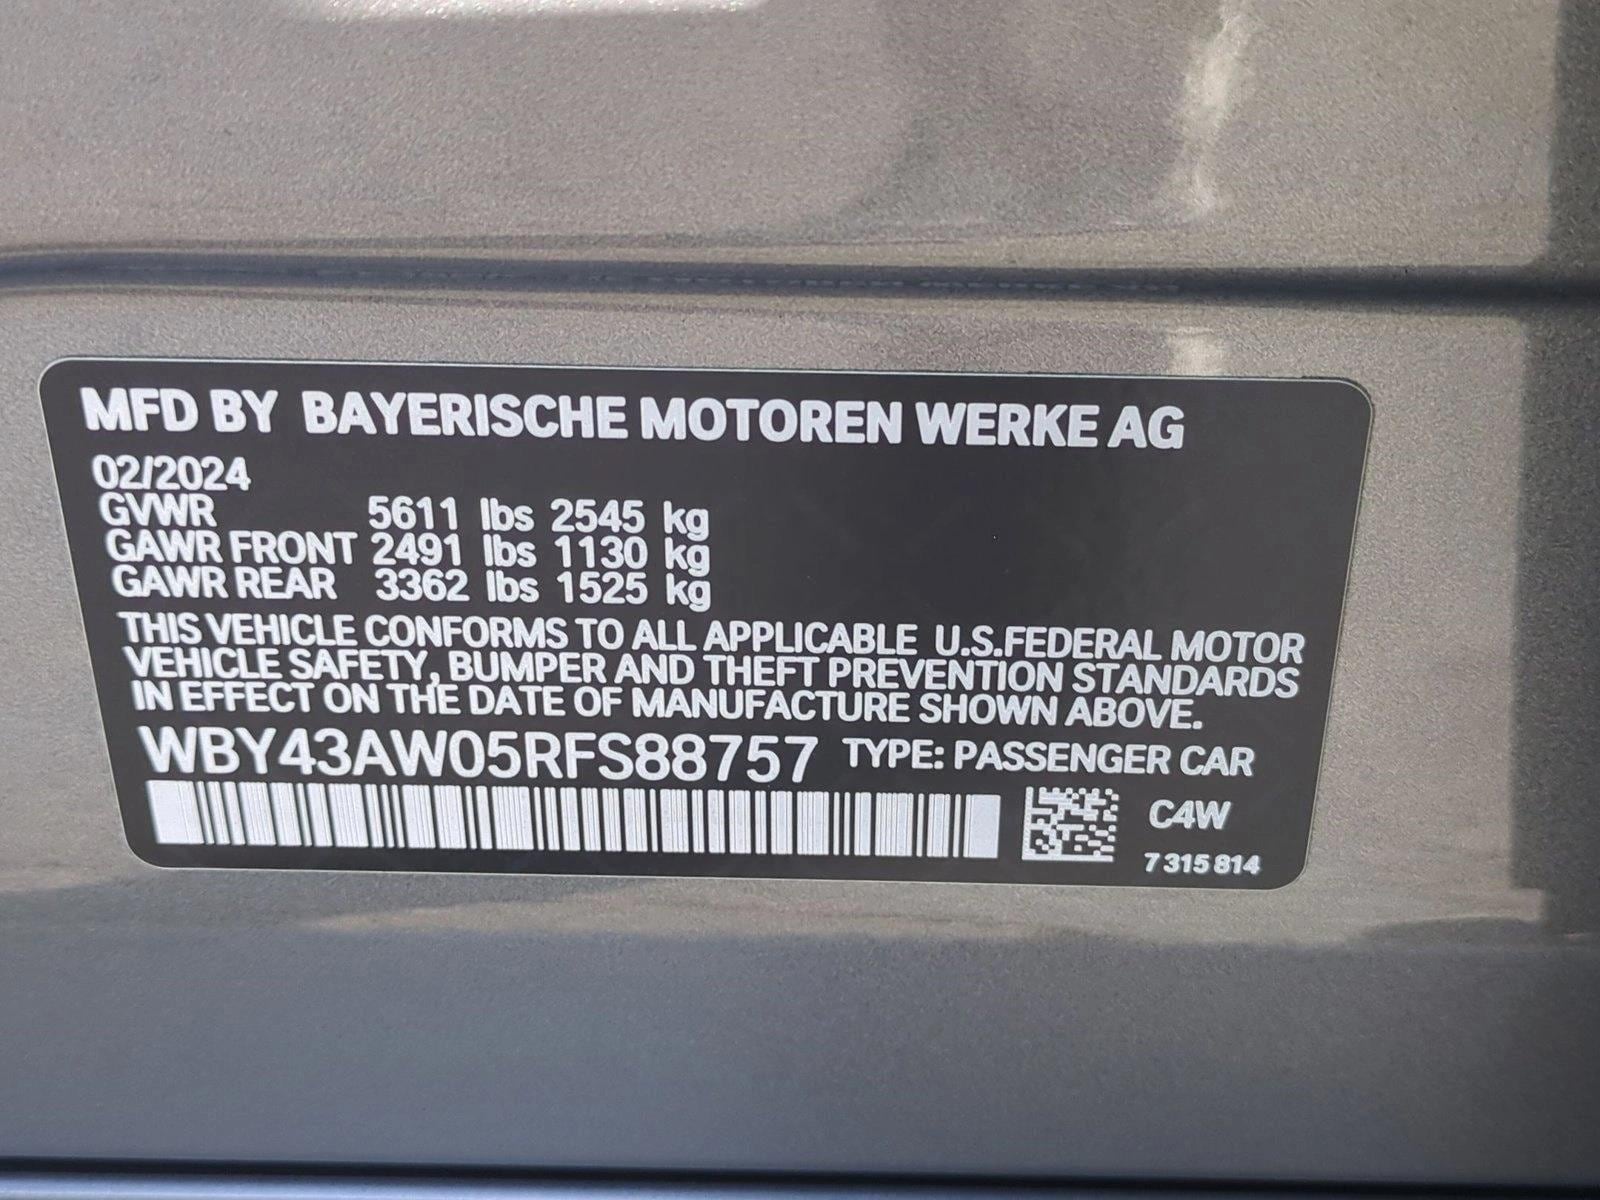 MFD BY BAYERISCHE MOTOREN WERKE AG
02/2024
GVWR 5611 lbs 2545 kg
GAWR FRONT 2491 lbs 1130 kg
GAWR REAR 3362 lbs 1525 kg
THIS VEHICLE CONFORMS TO ALL APPLICABLE U.S.FEDERAL MOTOR
VEHICLE SAFETY, BUMPER AND THEFT PREVENTION STANDARDS
IN EFFECT ON THE DATE OF MANUFACTURE SHOWN ABOVE.
WBY43AW05RFS88757 TYPE: PASSENGER CAR
C4W
7 315 814